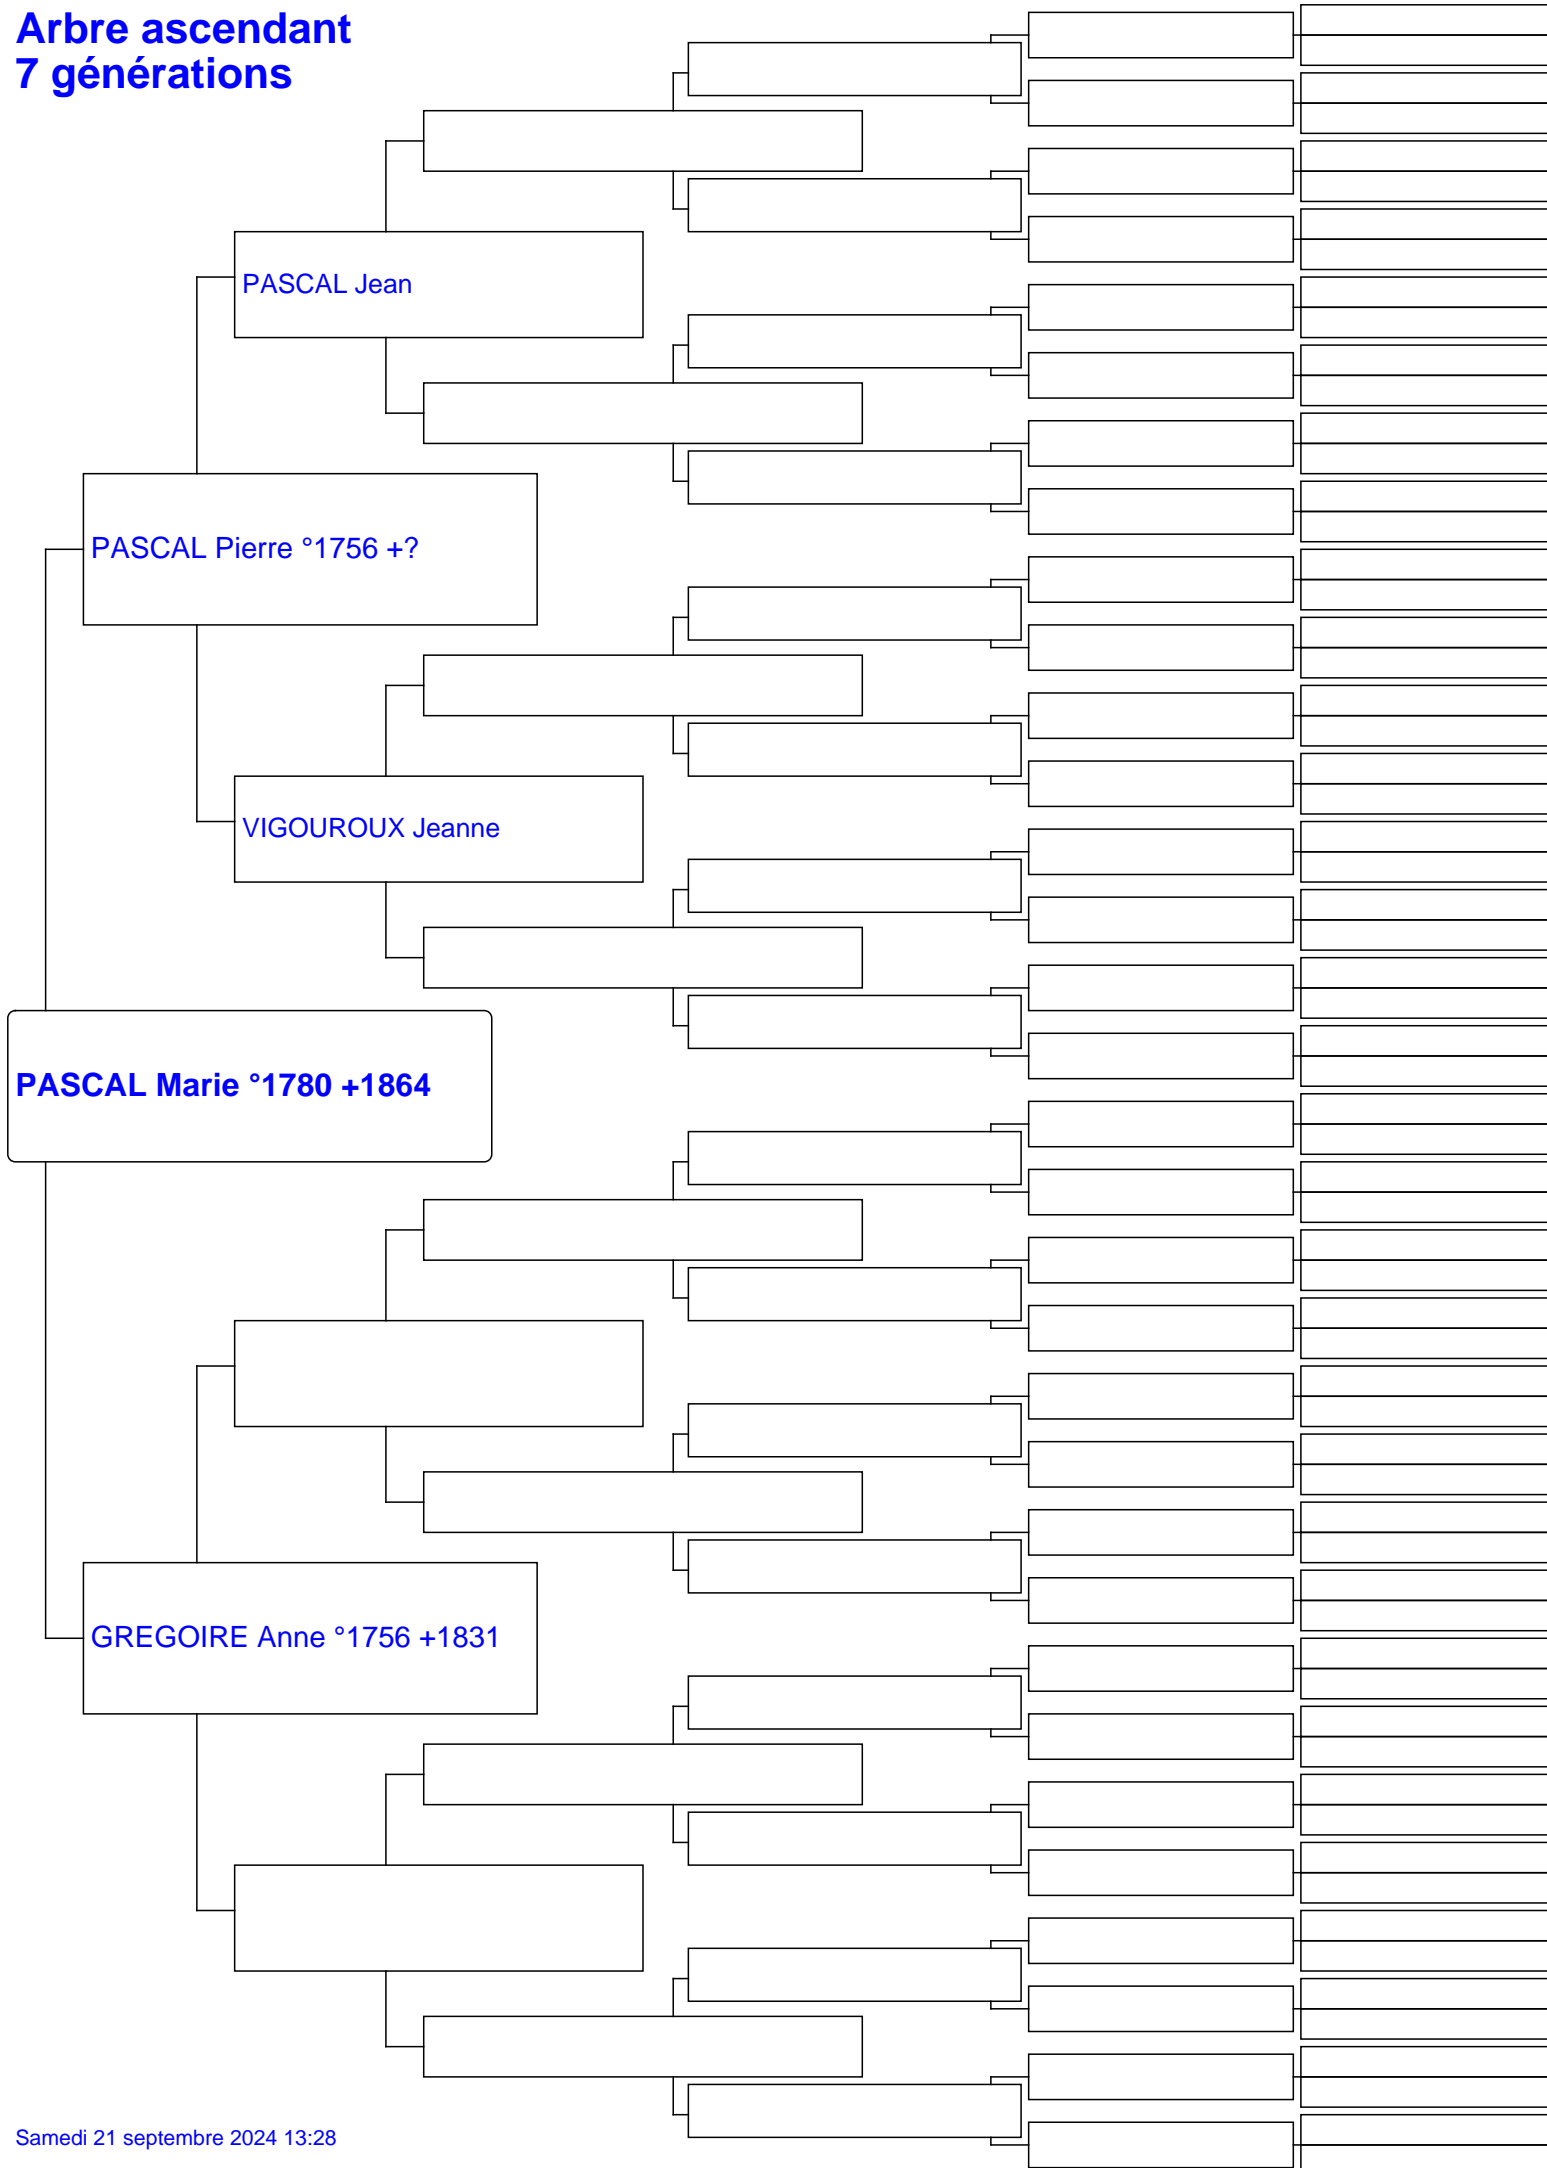 Arbre ascendant
7 générations
PASCAL Jean
PASCAL Pierre °1756 +?
VIGOUROUX Jeanne
PASCAL Marie °1780 +1864
GREGOIRE Anne °1756 +1831
Samedi 21 septembre 2024 13:28